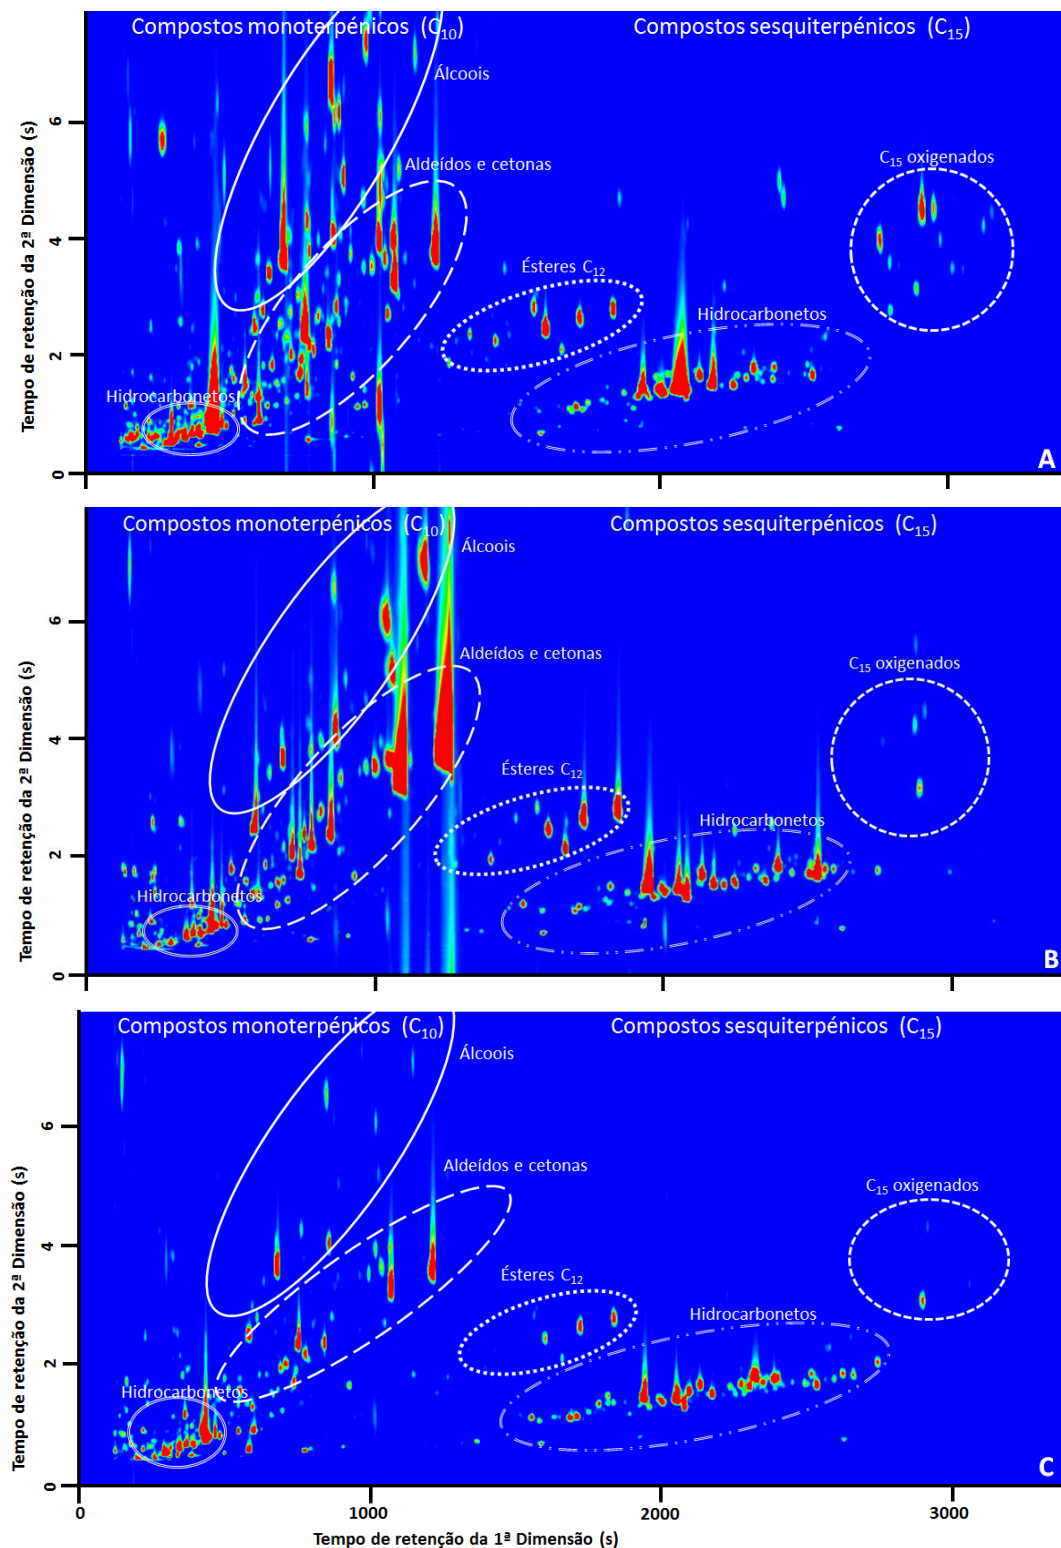 Compostos monoterpénicos (C10) Compostos sesquiterpénicos (C15)
Álcoois
Aldeídos e cetonas
C15 oxigenados
Ésteres C12
Hidrocarbonetos
Hidrocarbonetos
Tempo de retenção da 2ª Dimensão (s)
6
4
2
0
A
Compostos monoterpénicos (C10) Compostos sesquiterpénicos (C15)
Álcoois
Aldeídos e cetonas
C15 oxigenados
Ésteres C12
Hidrocarbonetos
Hidrocarbonetos
Tempo de retenção da 2ª Dimensão (s)
6
4
2
0
B
Compostos monoterpénicos (C10) Compostos sesquiterpénicos (C15)
Álcoois
Aldeídos e cetonas
C15 oxigenados
Ésteres C12
Hidrocarbonetos
Hidrocarbonetos
Tempo de retenção da 2ª Dimensão (s)
6
4
2
0
C
0 1000 2000 3000
Tempo de retenção da 1ª Dimensão (s)